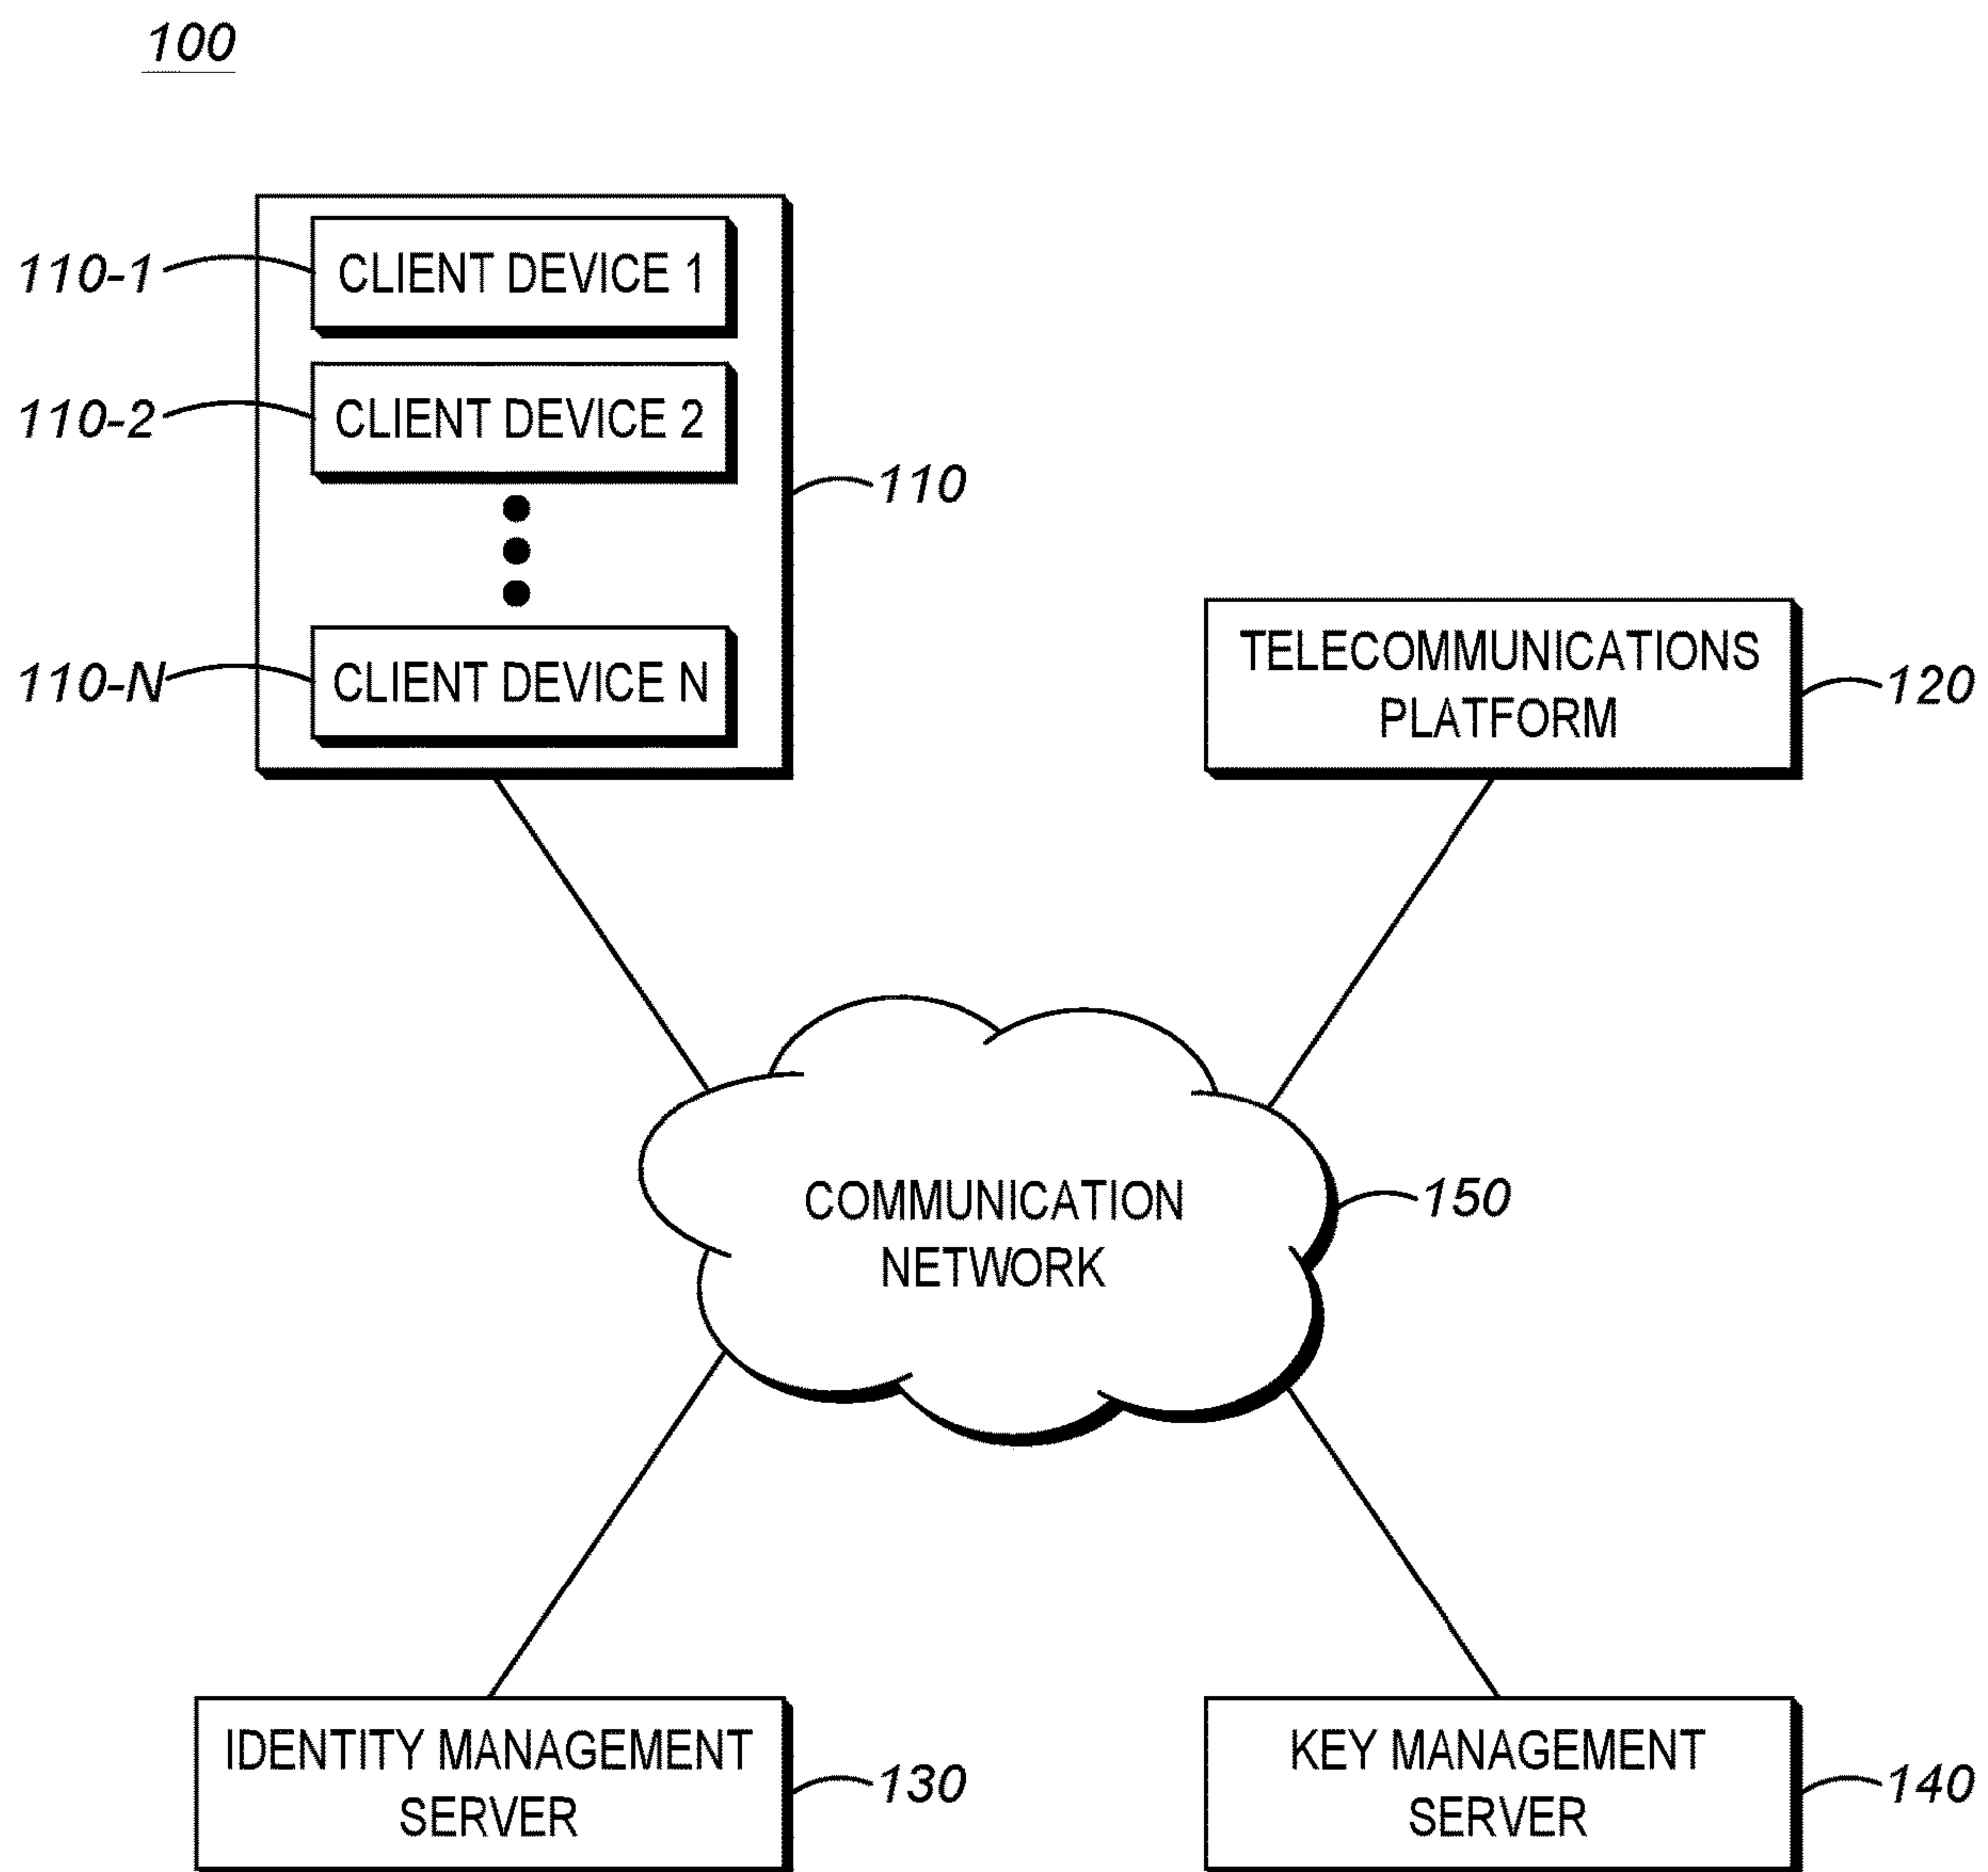 100
110-1
CLIENT DEVICE 1
110-2
CLIENT DEVICE 2
110
110-N
CLIENT DEVICE N
TELECOMMUNICATIONS
PLATFORM
120
COMMUNICATION
NETWORK
150
IDENTITY MANAGEMENT
SERVER
130
KEY MANAGEMENT
SERVER
140